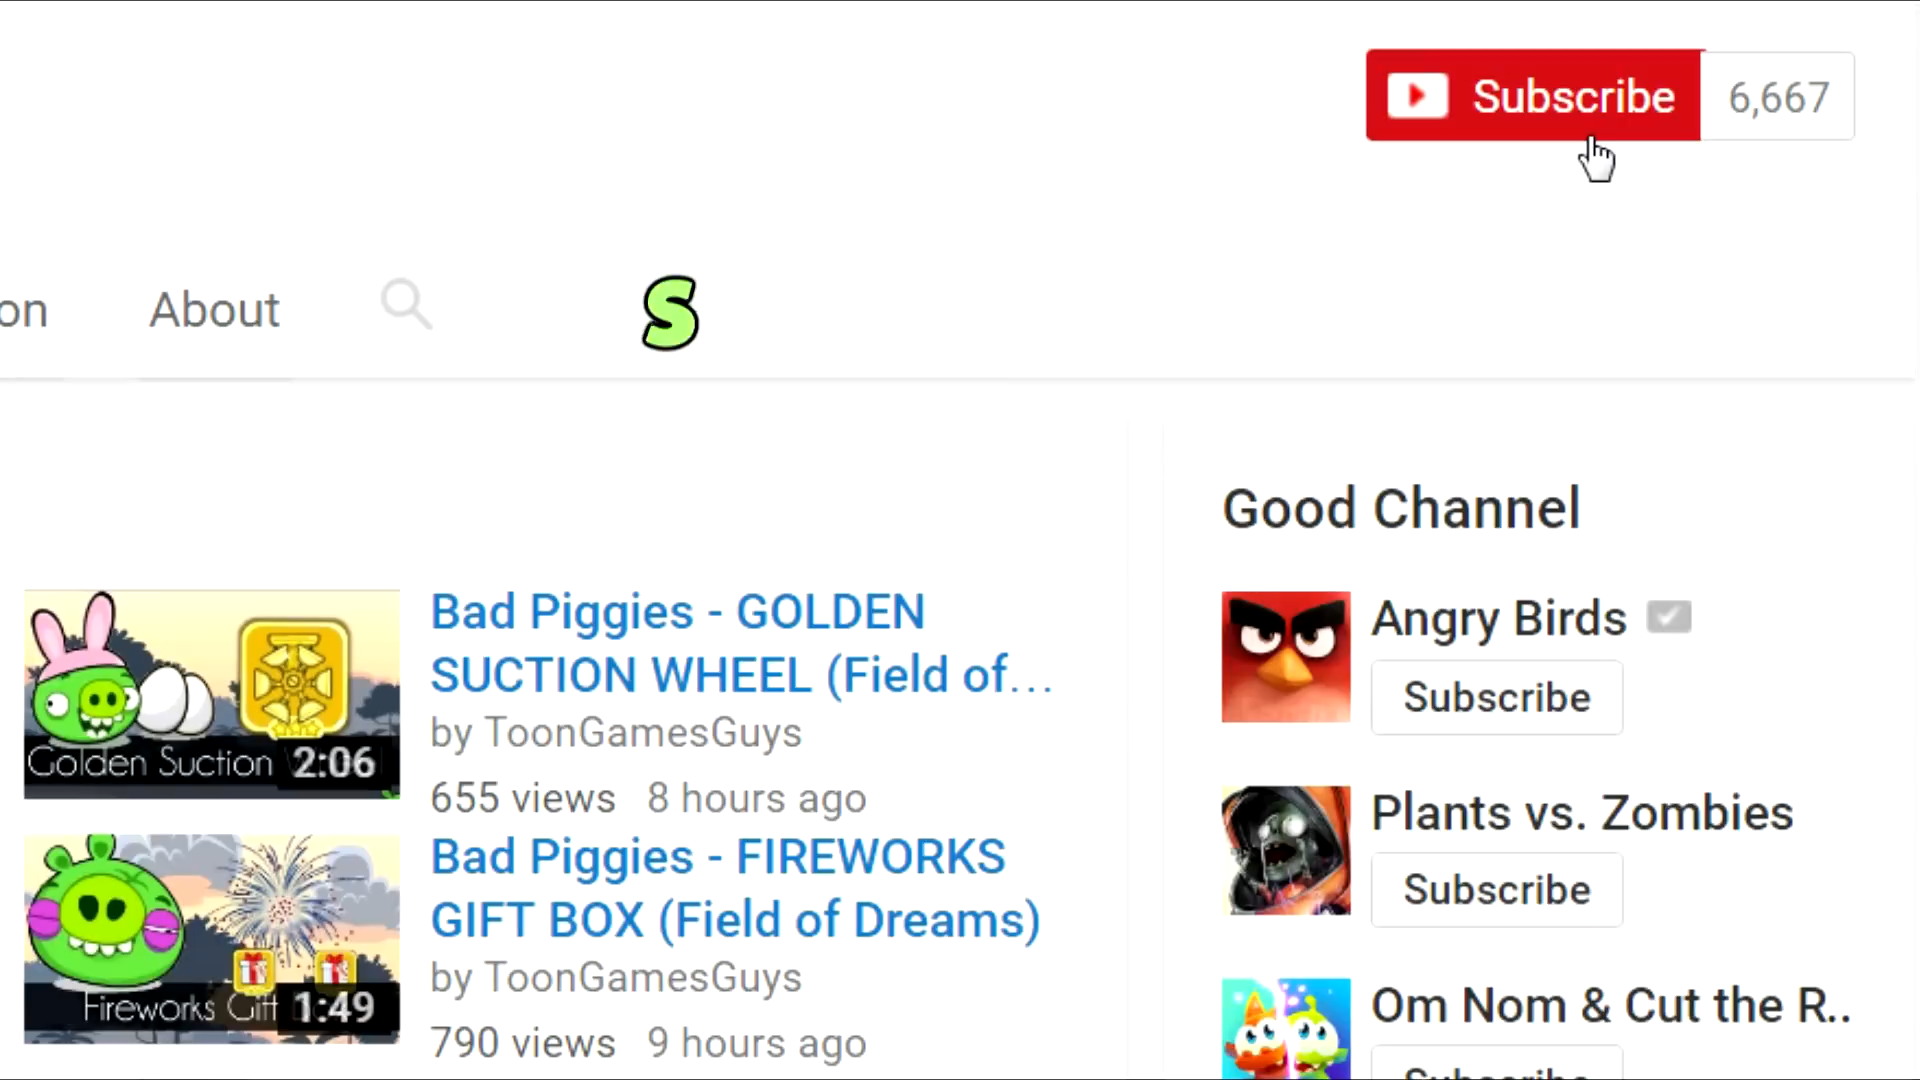 Subscribe 6,667
on About
S
Good Channel
Bad Piggies - GOLDEN
SUCTION WHEEL (Field of...
by ToonGamesGuys
655 views 8 hours ago
Golden Suction
2:06
Bad Piggies - FIREWORKS
GIFT BOX (Field of Dreams)
by ToonGamesGuys
790 views 9 hours ago
Fireworks Gift
1:49
Angry Birds
Subscribe
Plants vs. Zombies
Subscribe
Om Nom & Cut the R..
Subscribe